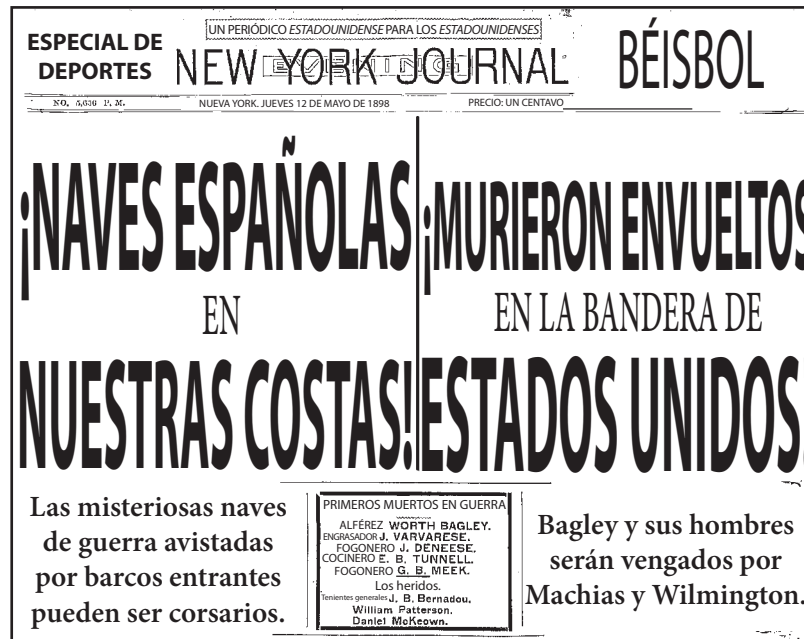 ESPECIAL DE
DEPORTES
UN PERIÓDICO ESTADOUNIDENSE PARA LOS ESTADOUNIDENSES
NEW YORK JOURNAL
EVENING
BÉISBOL
NO. 5,636 P. M.
NUEVA YORK. JUEVES 12 DE MAYO DE 1898
PRECIO: UN CENTAVO
¡NAVES ESPAÑOLAS
EN
NUESTRAS COSTAS!
¡MURIERON ENVUELTOS
EN LA BANDERA DE
ESTADOS UNIDOS
Las misteriosas naves
de guerra avistadas
por barcos entrantes
pueden ser corsarios.
PRIMEROS MUERTOS EN GUERRA
ALFÉREZ WORTH BAGLEY.
ENGRASADOR J. VARVARESE.
FOGONERO J. DENEESE,
COCINERO E. B. TUNNELL.
FOGONERO G. B. MEEK.
Los heridos.
Tenientes generales J. B. Bernadou,
William Patterson.
Daniel McKeown.
Bagley y sus hombres
serán vengados por
Machias y Wilmington.